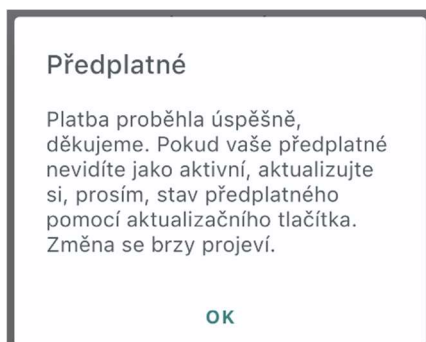 Předplatné
Platba proběhla úspěšně,
děkujeme. Pokud vaše předplatné
nevidíte jako aktivní, aktualizujte
si, prosím, stav předplatného
pomocí aktualizačního tlačítka.
Změna se brzy projeví.
OK